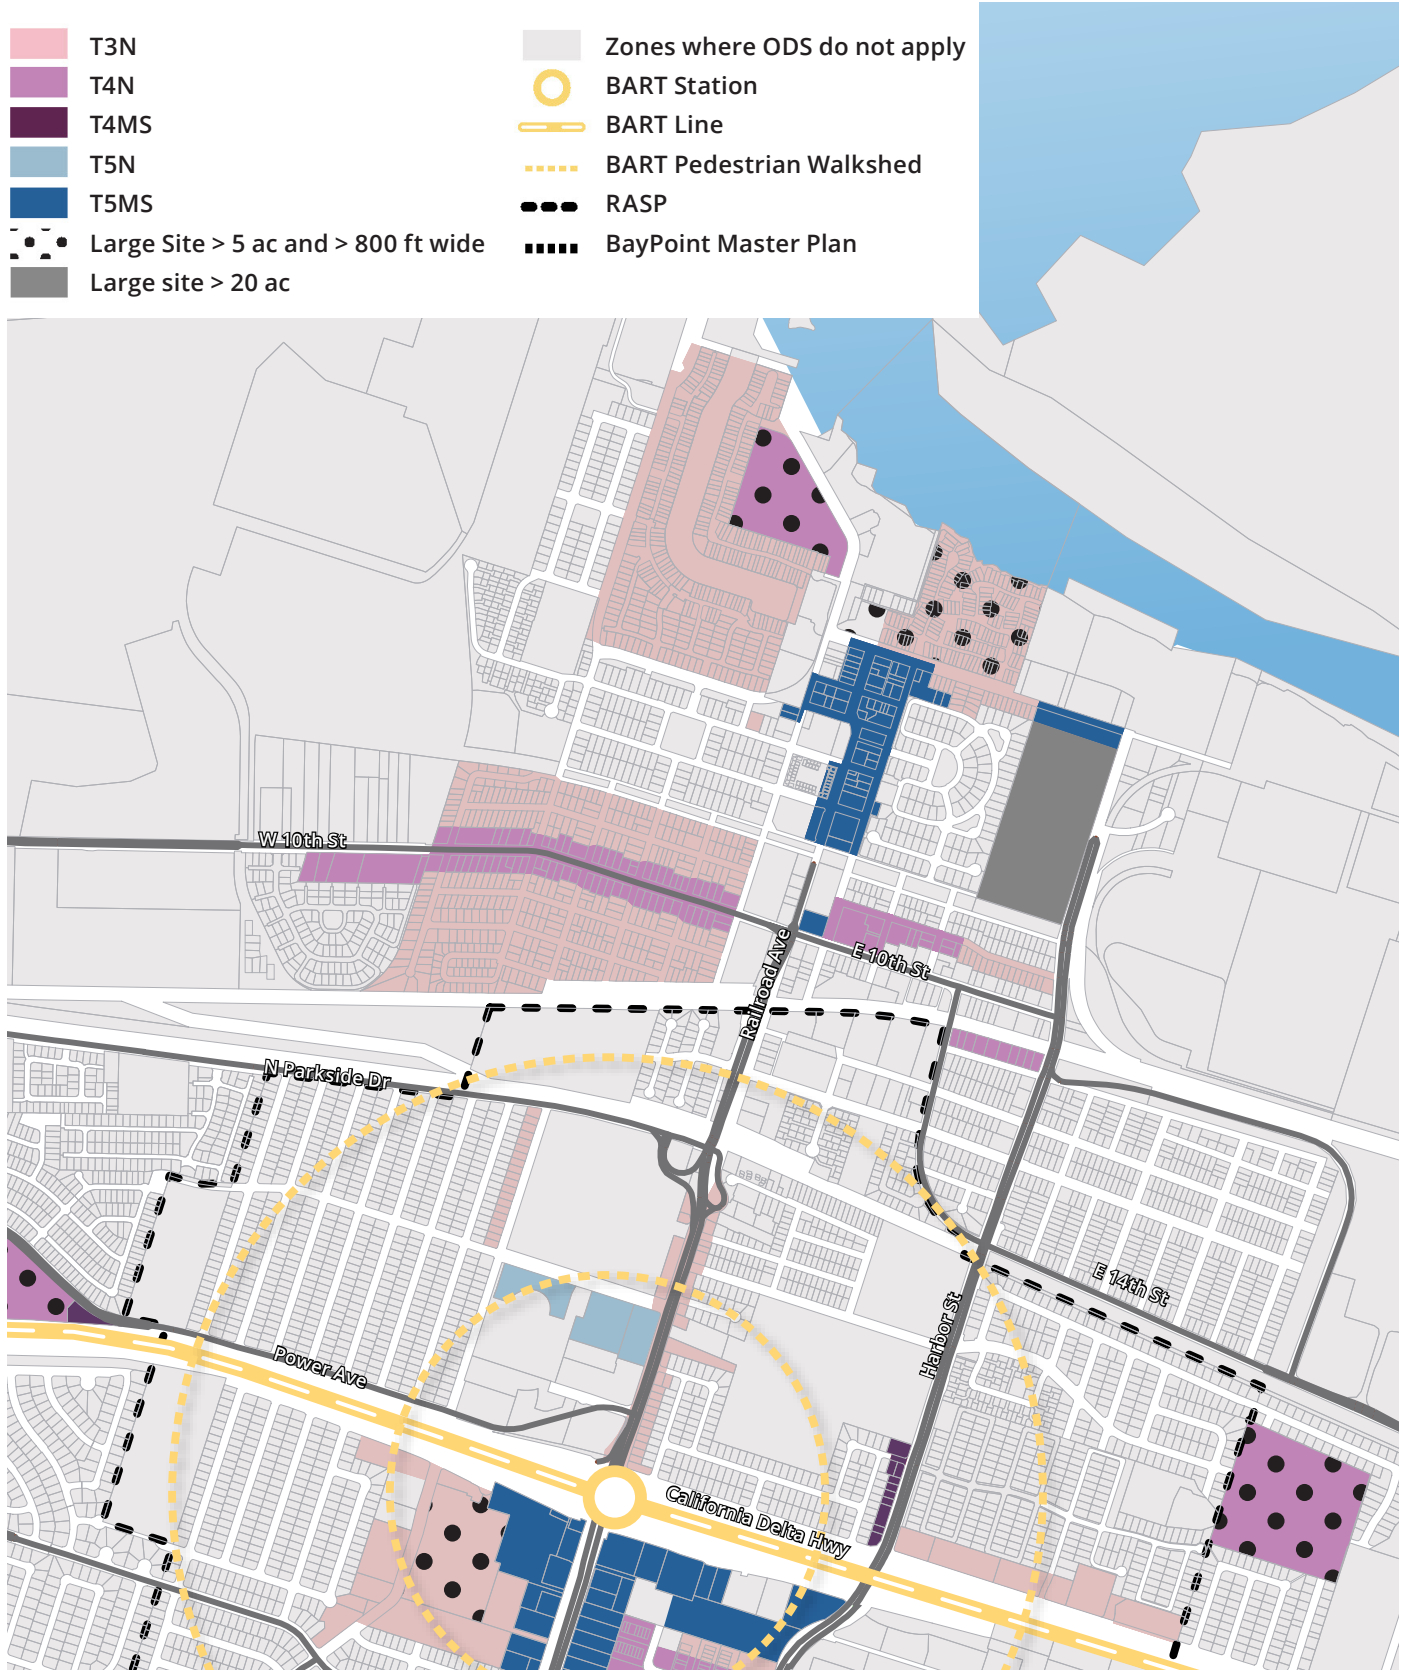 T3N
T4N
T4MS
T5N
T5MS
Large Site > 5 ac and > 800 ft wide
Large site > 20 ac
Zones where ODS do not apply
BART Station
BART Line
BART Pedestrian Walkshed
RASP
BayPoint Master Plan
W 10th St
E 10th St
Railroad Ave
N Parkside Dr
E 14th St
Harbor St
Power Ave
California Delta Hwy